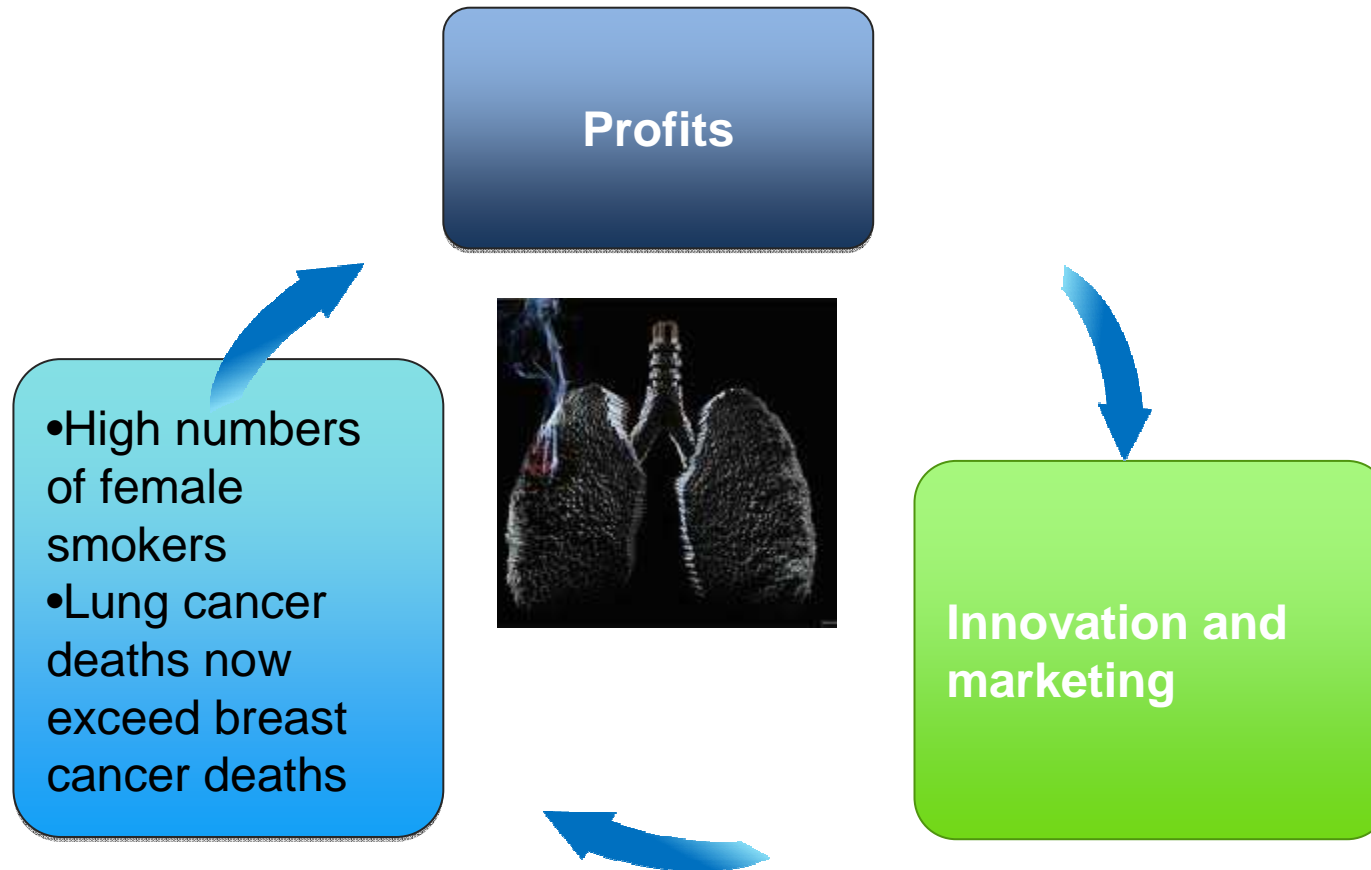 Profits
•High numbers
of female
smokers
•Lung cancer
deaths now
exceed breast
cancer deaths
Innovation and
marketing